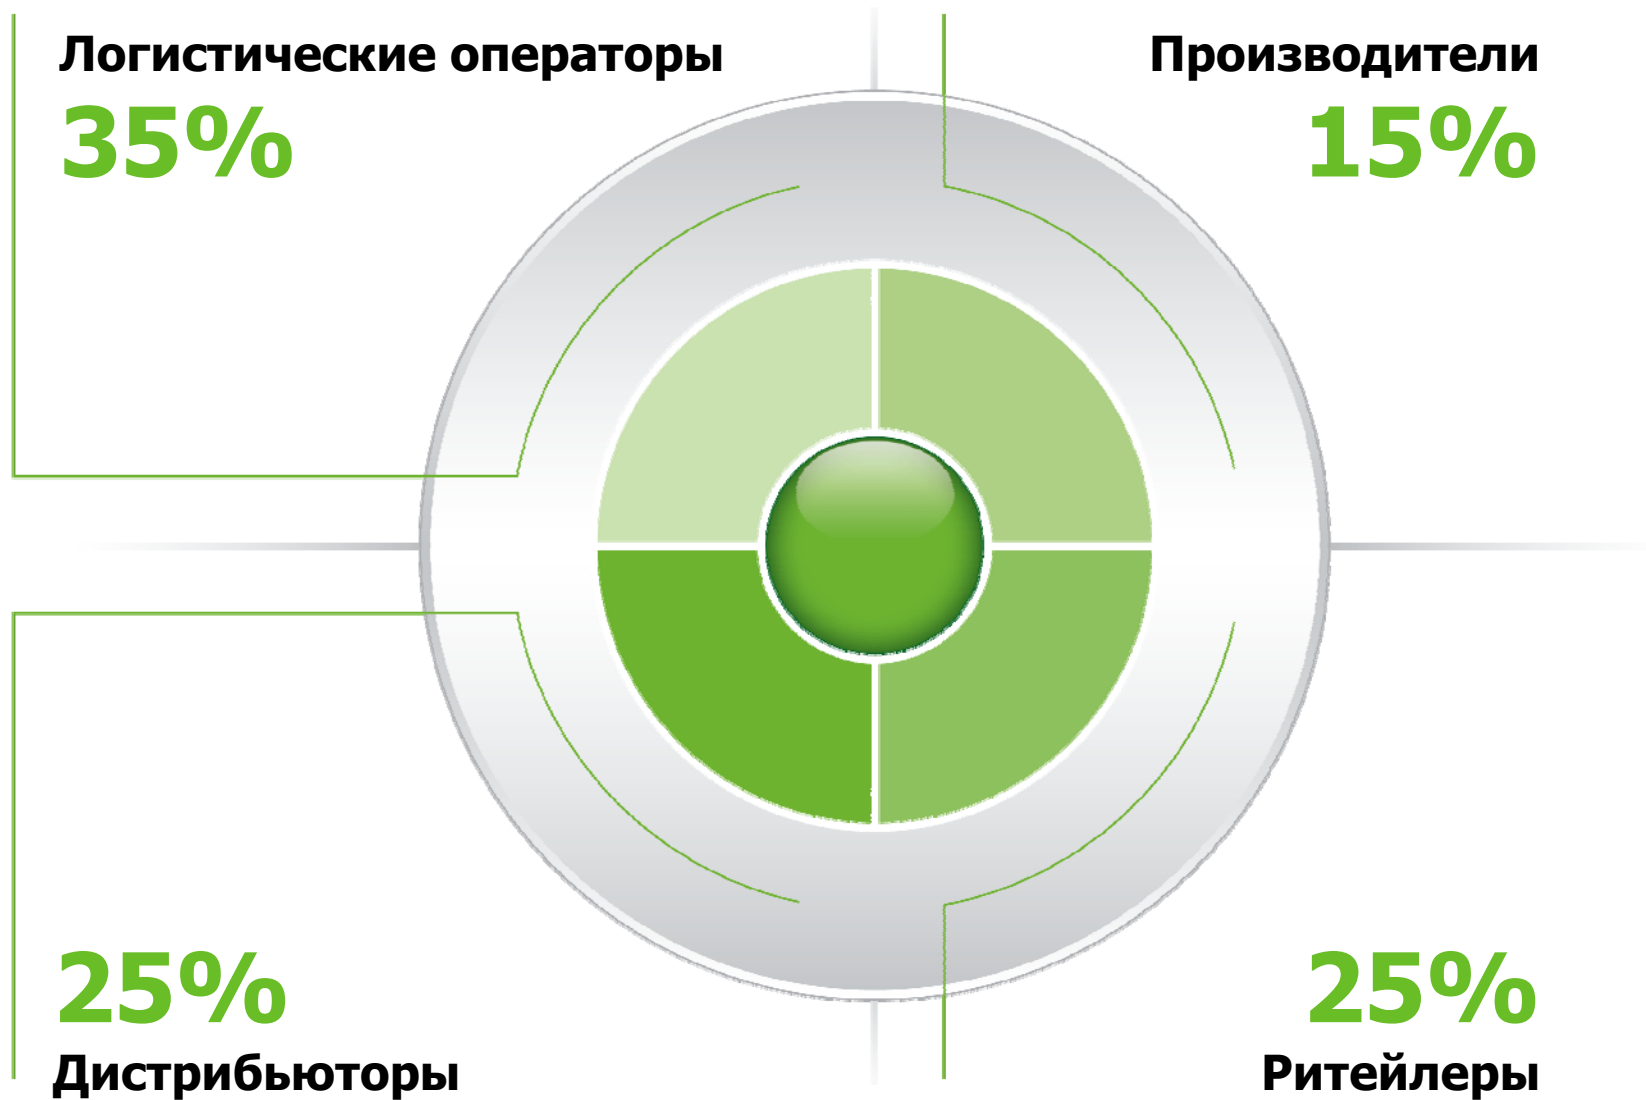 Логистические операторы
35%
Производители
15%
25%
Дистрибьюторы
25%
Ритейлеры